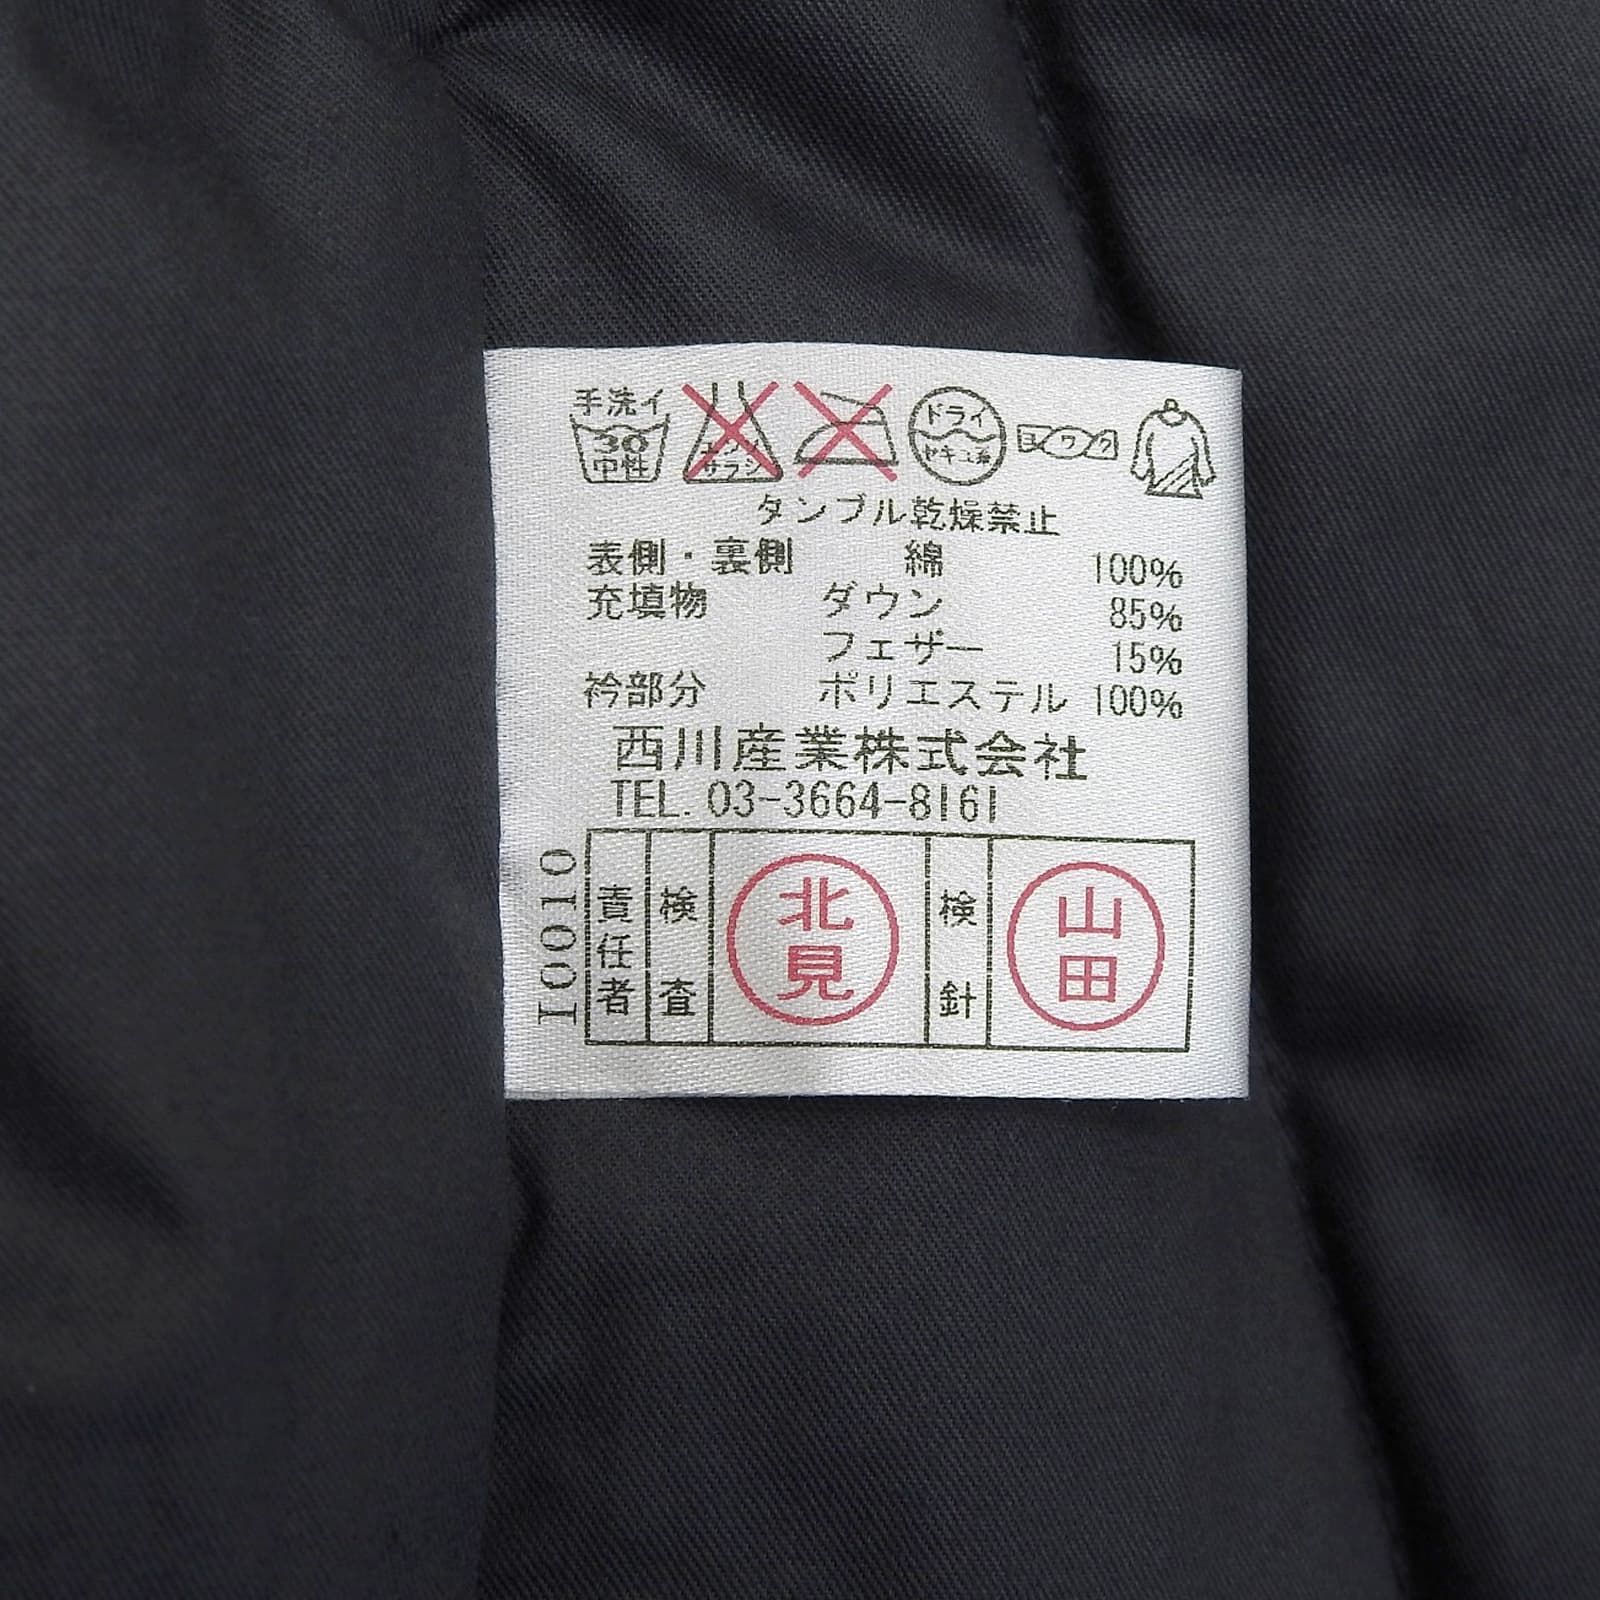 手洗イ
30
中性
エンソ
サラシ
ドライ
セキユ系
ヨワク
タンブル乾燥禁止
表側・裏側 綿 100%
充填物 ダウン 85%
フェザー 15%
衿部分 ポリエステル 100%
西川産業株式会社
TEL. 03-3664-8161
10010
責任者
検査
北見
検針
山田